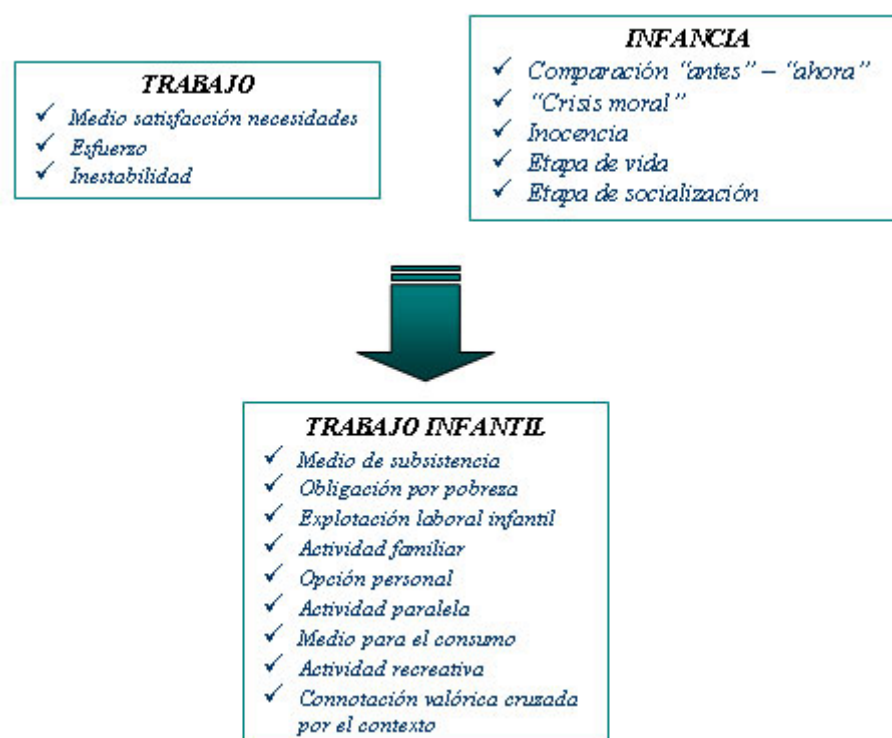 TRABAJO
Medio satisfacción necesidades
Esfuerzo
Inestabilidad
INFANCIA
Comparación “antes” – “ahora”
“Crisis moral”
Inocencia
Etapa de vida
Etapa de socialización
TRABAJO INFANTIL
Medio de subsistencia
Obligación por pobreza
Explotación laboral infantil
Actividad familiar
Opción personal
Actividad paralela
Medio para el consumo
Actividad recreativa
Connotación valórica cruzada
por el contexto